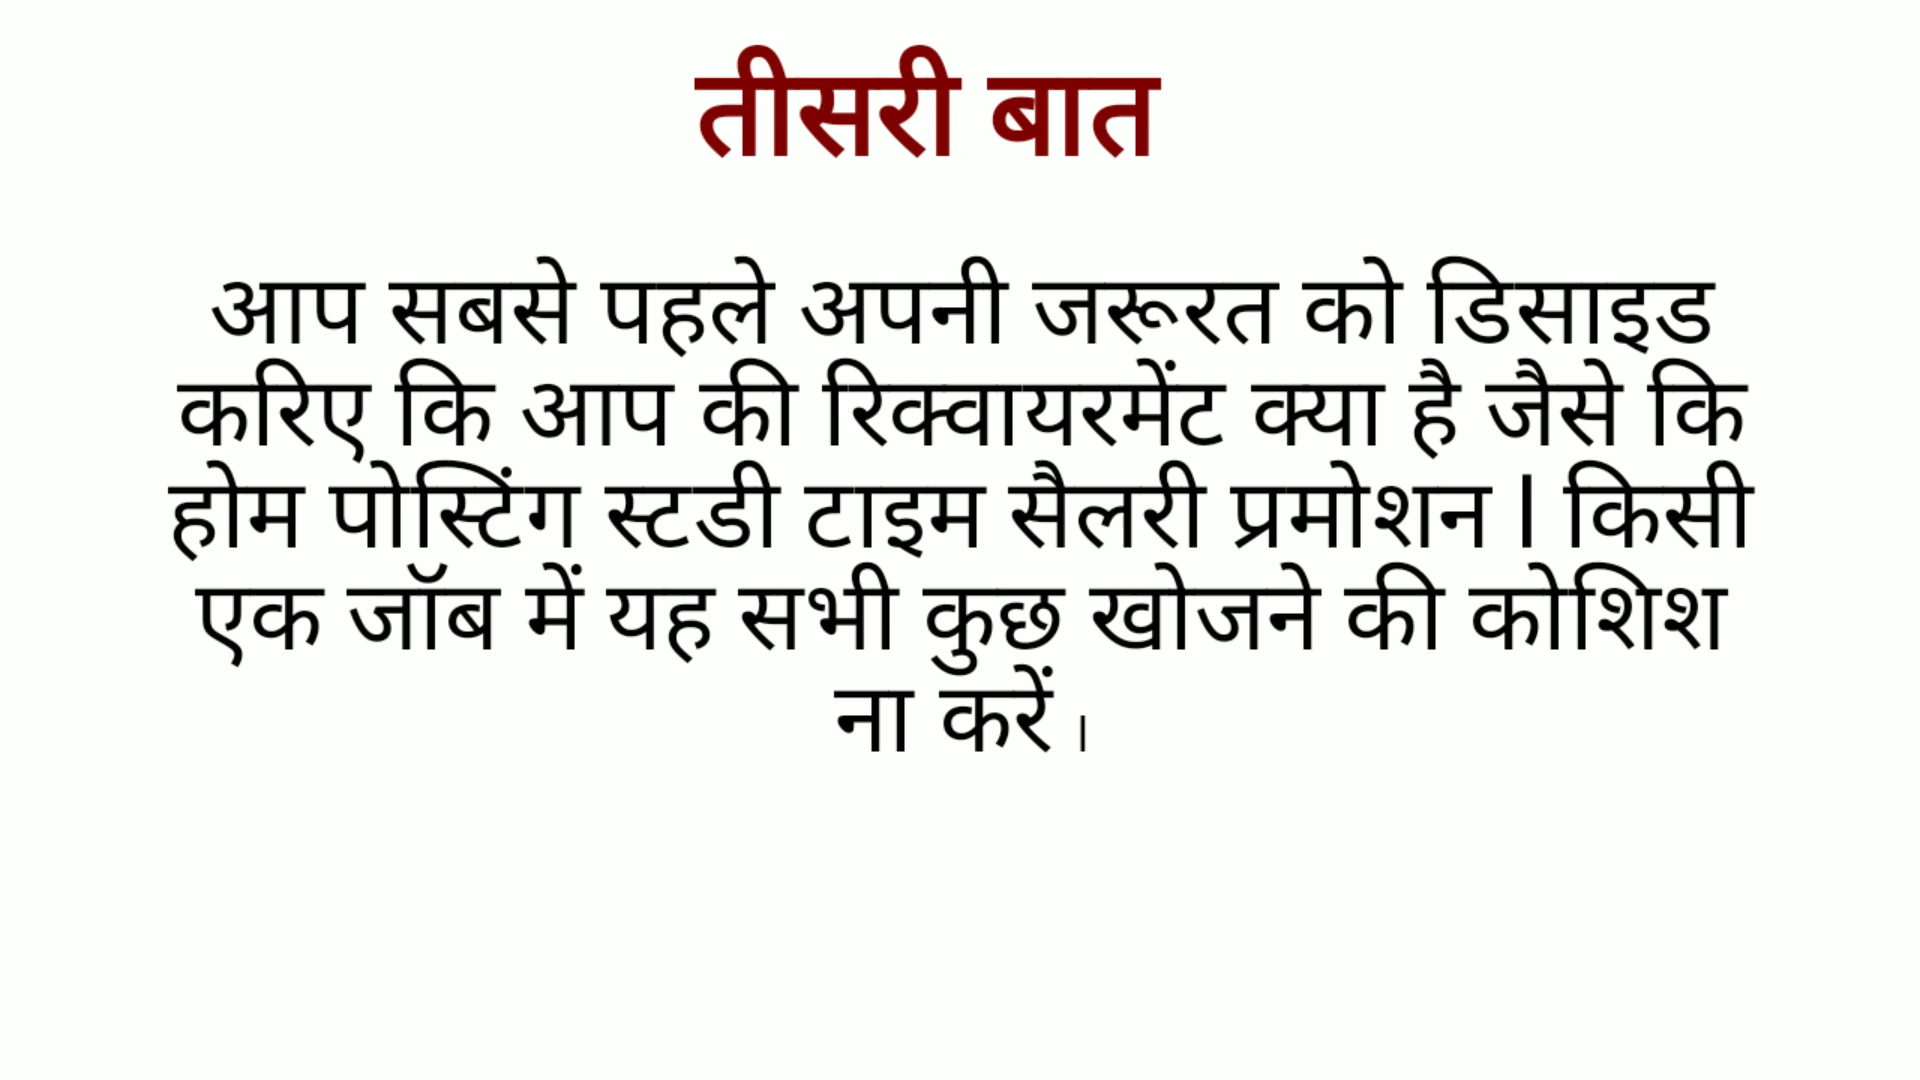 तीसरी बात
आप सबसे पहले अपनी जरूरत को डिसाइड
करिए कि आप की रिक्वायरमेंट क्या है जैसे कि
होम पोस्टिंग स्टडी टाइम सैलरी प्रमोशन l किसी
एक जॉब में यह सभी कुछ खोजने की कोशिश
ना करें ।